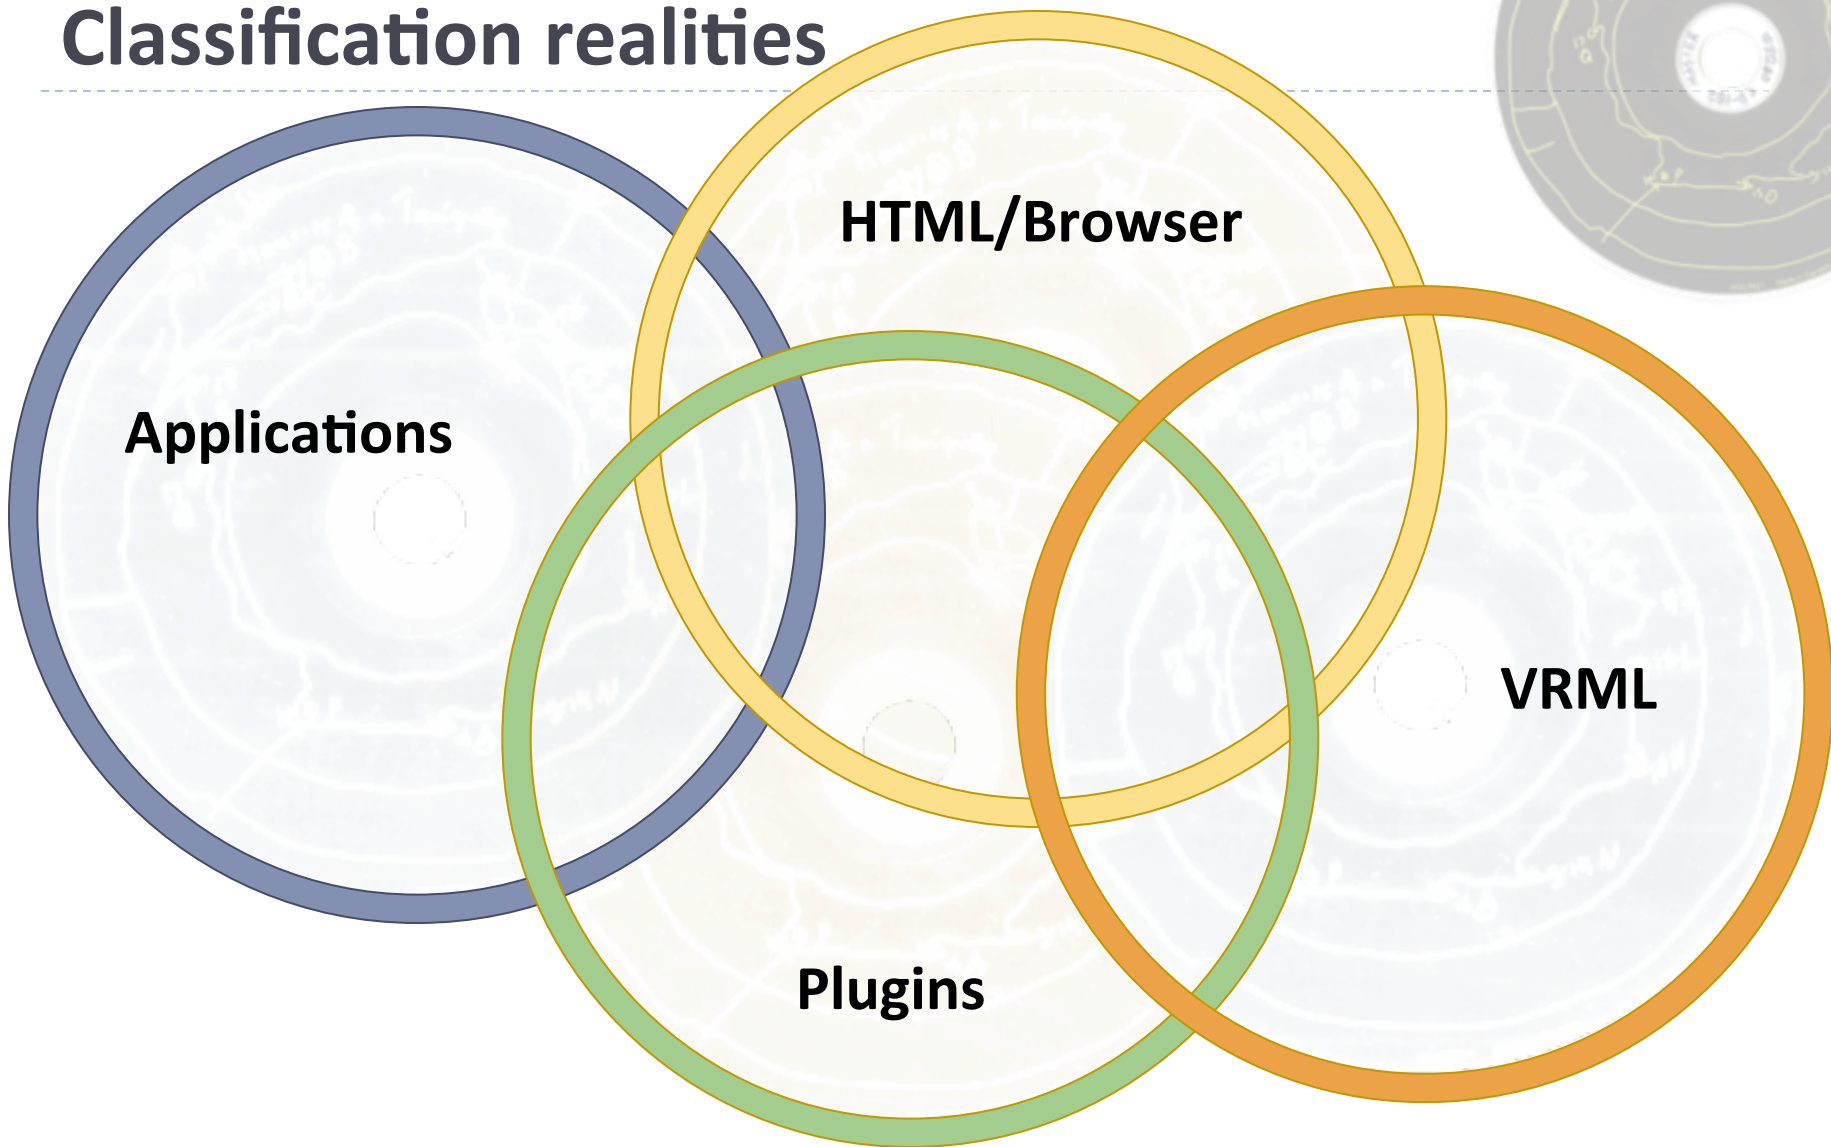 Classification realities
HTML/Browser
Applications
VRML
Plugins